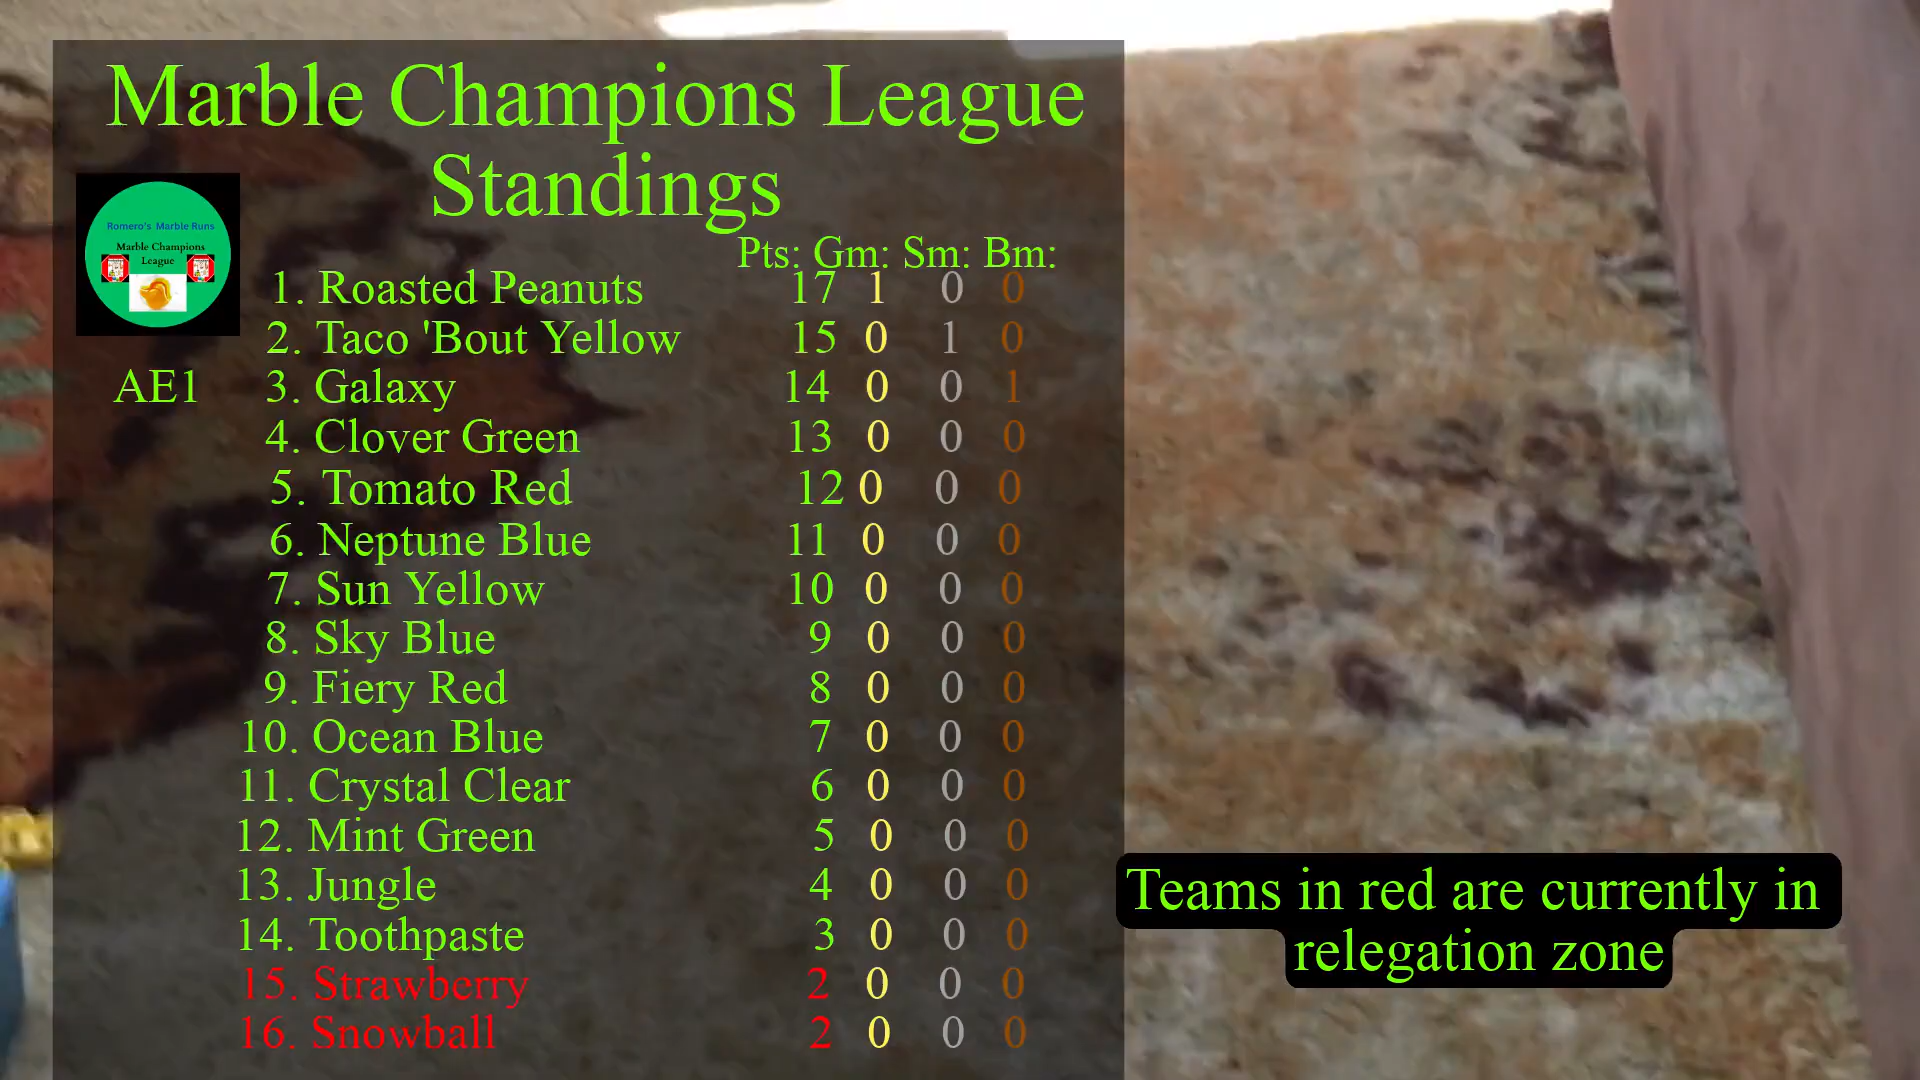 Marble Champions League
Standings
Romero's Marble Runs
Marble Champions
League
Pts: Gm: Sm: Bm:
1. Roasted Peanuts 17 1 0 0
2. Taco 'Bout Yellow 15 0 1 0
AE1 3. Galaxy 14 0 0 1
4. Clover Green 13 0 0 0
5. Tomato Red 12 0 0 0
6. Neptune Blue 11 0 0 0
7. Sun Yellow 10 0 0 0
8. Sky Blue 9 0 0 0
9. Fiery Red 8 0 0 0
10. Ocean Blue 7 0 0 0
11. Crystal Clear 6 0 0 0
12. Mint Green 5 0 0 0
13. Jungle 4 0 0 0
14. Toothpaste 3 0 0 0
15. Strawberry 2 0 0 0
16. Snowball 2 0 0 0
Teams in red are currently in
relegation zone